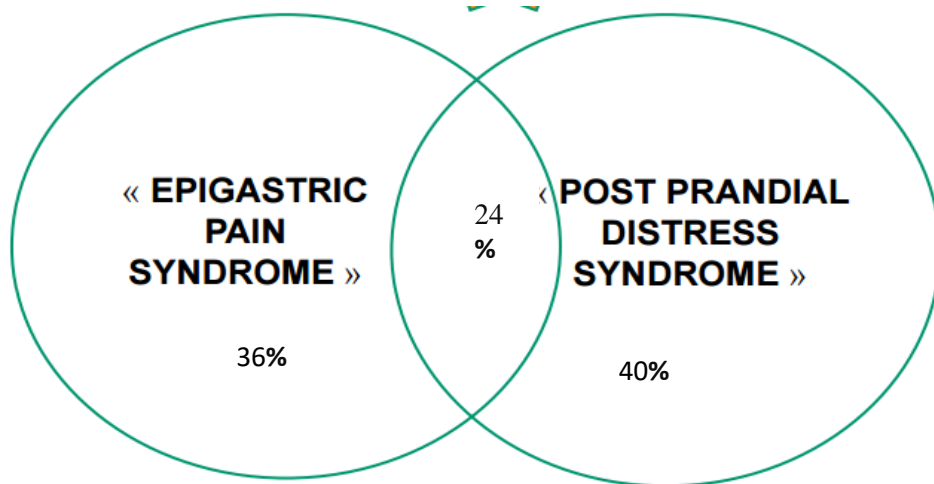 « EPIGASTRIC
PAIN
SYNDROME »
36%
24
%
« POST PRANDIAL
DISTRESS
SYNDROME »
40%